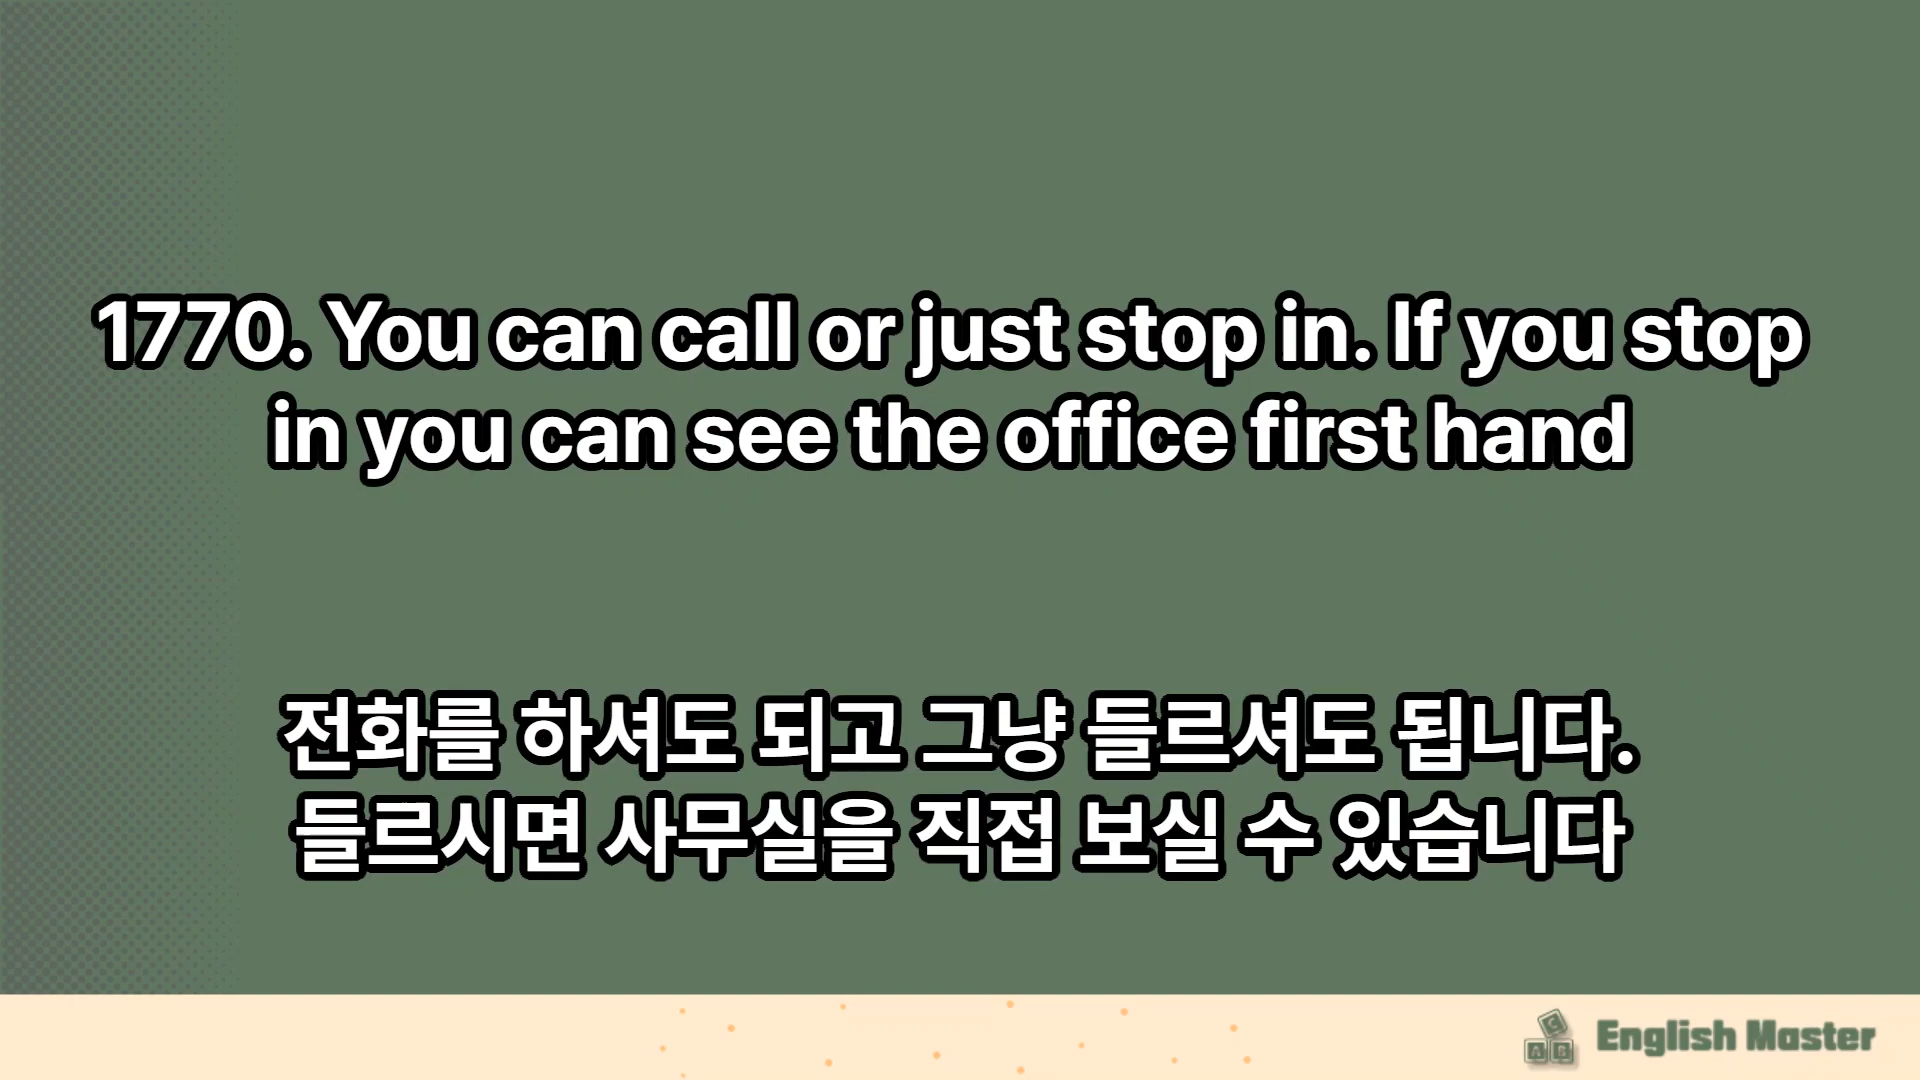 1770. You can call or just stop in. If you stop
in you can see the office first hand
전화를 하셔도 되고 그냥 들르셔도 됩니다.
들르시면 사무실을 직접 보실 수 있습니다
C
A B
English Master